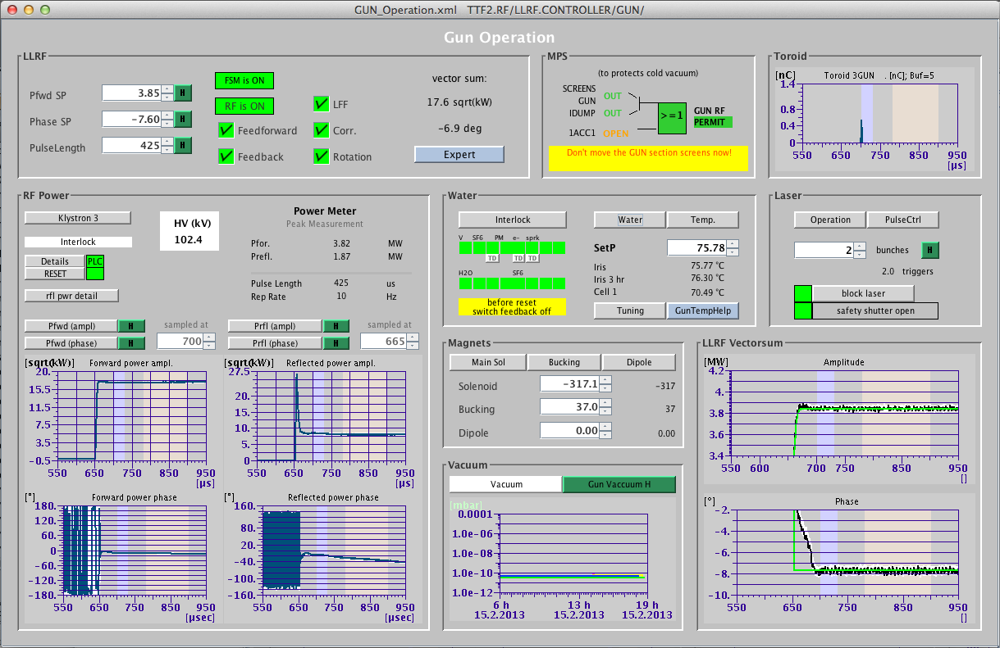 GUN_Operation.xml TTF2.RF/LLRF.CONTROLLER/GUN/
Gun Operation
LLRF
Pfwd SP 3.85 H
Phase SP -7.60 H
PulseLength 425 H
FSM is ON
RF is ON
Feedforward
Feedback
LFF
Corr.
Rotation
vector sum:
17.6 sqrt(kW)
-6.9 deg
Expert
MPS
(to protects cold vacuum)
SCREENS
GUN OUT
IDUMP OUT
1ACC1 OPEN
>=1
GUN RF
PERMIT
Don't move the GUN section screens now!
Toroid
[nC] Toroid 3GUN . [nC]; Buf=5
1.4
0.8
0.4
0
550 650 750 850 950
[µs]
RF Power
Klystron 3
Interlock
Details PLC
RESET
rfl pwr detail
HV (kV)
102.4
Power Meter
Peak Measurement
Pfor. 3.82 MW
Prefl. 1.87 MW
Pulse Length 425 us
Rep Rate 10 Hz
Pfwd (ampl) H
Pfwd (phase) H
sampled at
700
Prfl (ampl) H
Prfl (phase) H
sampled at
665
[sqrt(kW)] Forward power ampl.
20.
15.5
11.5
7.5
3.5
-0.5
550 650 750 850 950
[µs]
[sqrt(kW)] Reflected power ampl.
27.5
20.
15.
10.
5.
0
550 650 750 850 950
[µs]
[°] Forward power phase
180.
120.
60.
0
-60.
-120.
-180.
550 650 750 850 950
[µsec]
[°] Reflected power phase
160.
80.
20.
-40.
-100.
-160.
550 650 750 850 950
[µsec]
Water
Interlock
V SF6 PM e- sprk
TD TD TD
H2O SF6
before reset
switch feedback off
Water Temp.
SetP 75.78
Iris 75.77 °C
Iris 3 hr 76.30 °C
Cell 1 70.49 °C
Tuning GunTempHelp
Laser
Operation PulseCtrl
2 bunches H
2.0 triggers
block laser
safety shutter open
Magnets
Main Sol Bucking Dipole
Solenoid -317.1 -317
Bucking 37.0 37
Dipole 0.00 0.00
Vacuum
Vacuum Gun Vaccuum H
[mbar]
0.0001
1.0e-06
1.0e-08
1.0e-10
1.0e-12
6 h 13 h 19 h
15.2.2013 15.2.2013 15.2.2013
LLRF Vectorsum
[MW] Amplitude
4.2
4.
3.8
3.6
3.4
550 600 700 750 850 950
[]
[°] Phase
-2.
-4.
-6.
-8.
-10.
550 650 750 850 950
[]